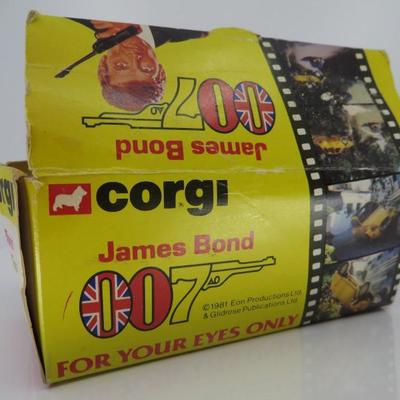 007
James Bond
corgi
James Bond
007
©1981 Eon Productions Ltd.
& Glidrose Publications Ltd.
FOR YOUR EYES ONLY